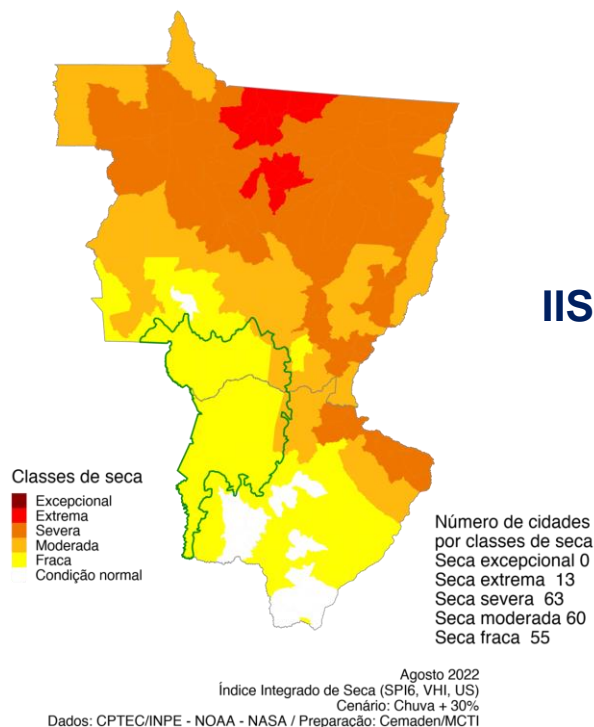 IIS
Classes de seca
Excepcional
Extrema
Severa
Moderada
Fraca
Condição normal
Número de cidades
por classes de seca
Seca excepcional 0
Seca extrema 13
Seca severa 63
Seca moderada 60
Seca fraca 55
Agosto 2022
Índice Integrado de Seca (SPI6, VHI, US)
Cenário: Chuva + 30%
Dados: CPTEC/INPE - NOAA - NASA / Preparação: Cemaden/MCTI